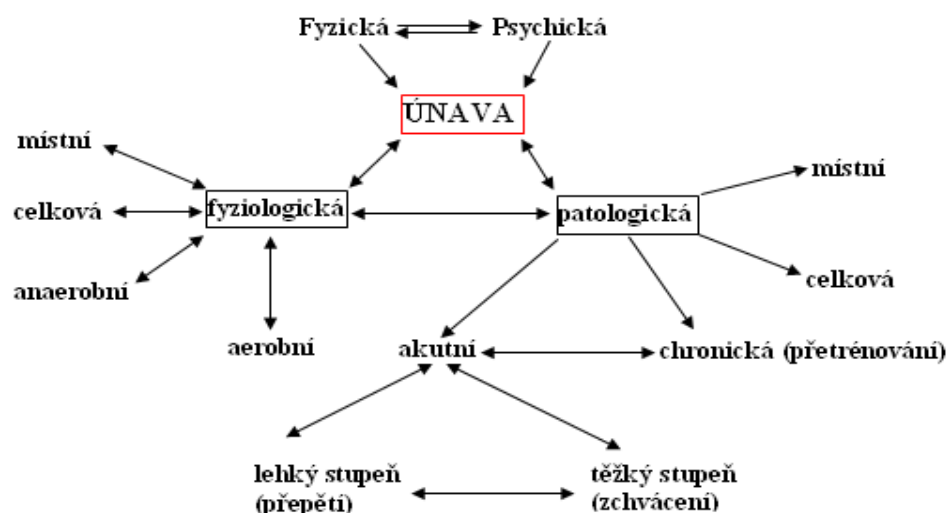 Fyzická
Psychická
ÚNAVA
místní
místní
fyziologická
patologická
celková
celková
anaerobní
aerobní
akutní
chronická (přetrénování)
lehký stupeň
(přepětí)
těžký stupeň
(zchvácení)